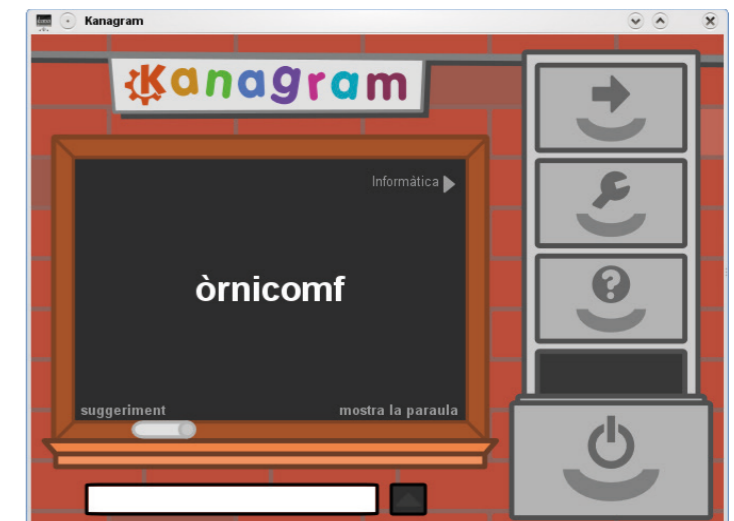 Kanagram
Kanagram
Informàtica
òrnicomf
suggeriment
mostra la paraula